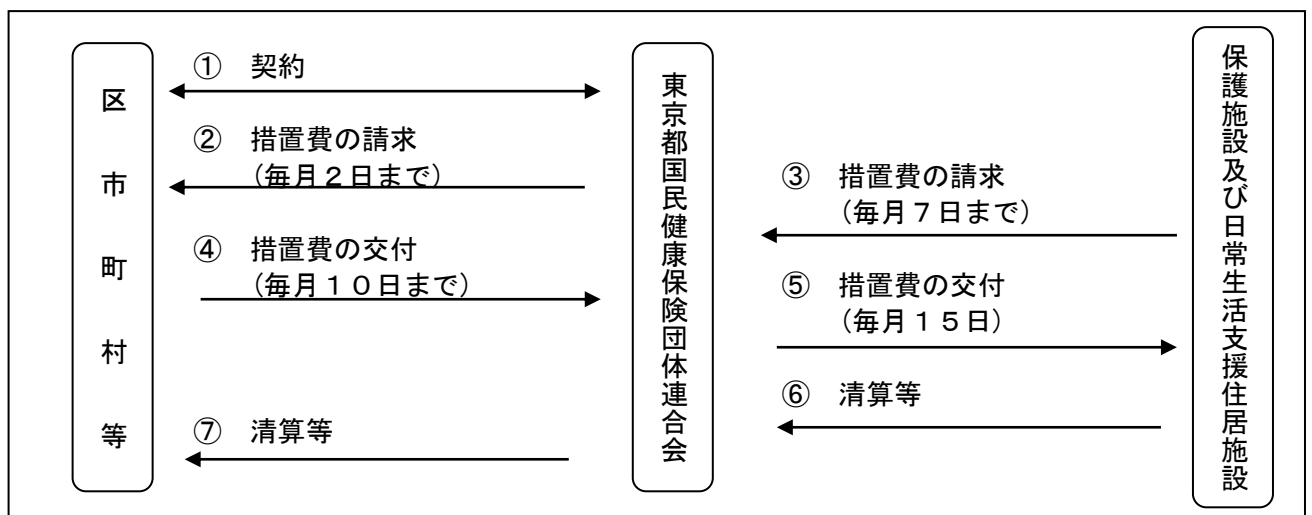 区市町村等
① 契約
② 措置費の請求
(毎月2日まで)
④ 措置費の交付
(毎月10日まで)
⑦ 清算等
東京都国民健康保険団体連合会
③ 措置費の請求
(毎月7日まで)
⑤ 措置費の交付
(毎月15日)
⑥ 清算等
保護施設及び日常生活支援住居施設